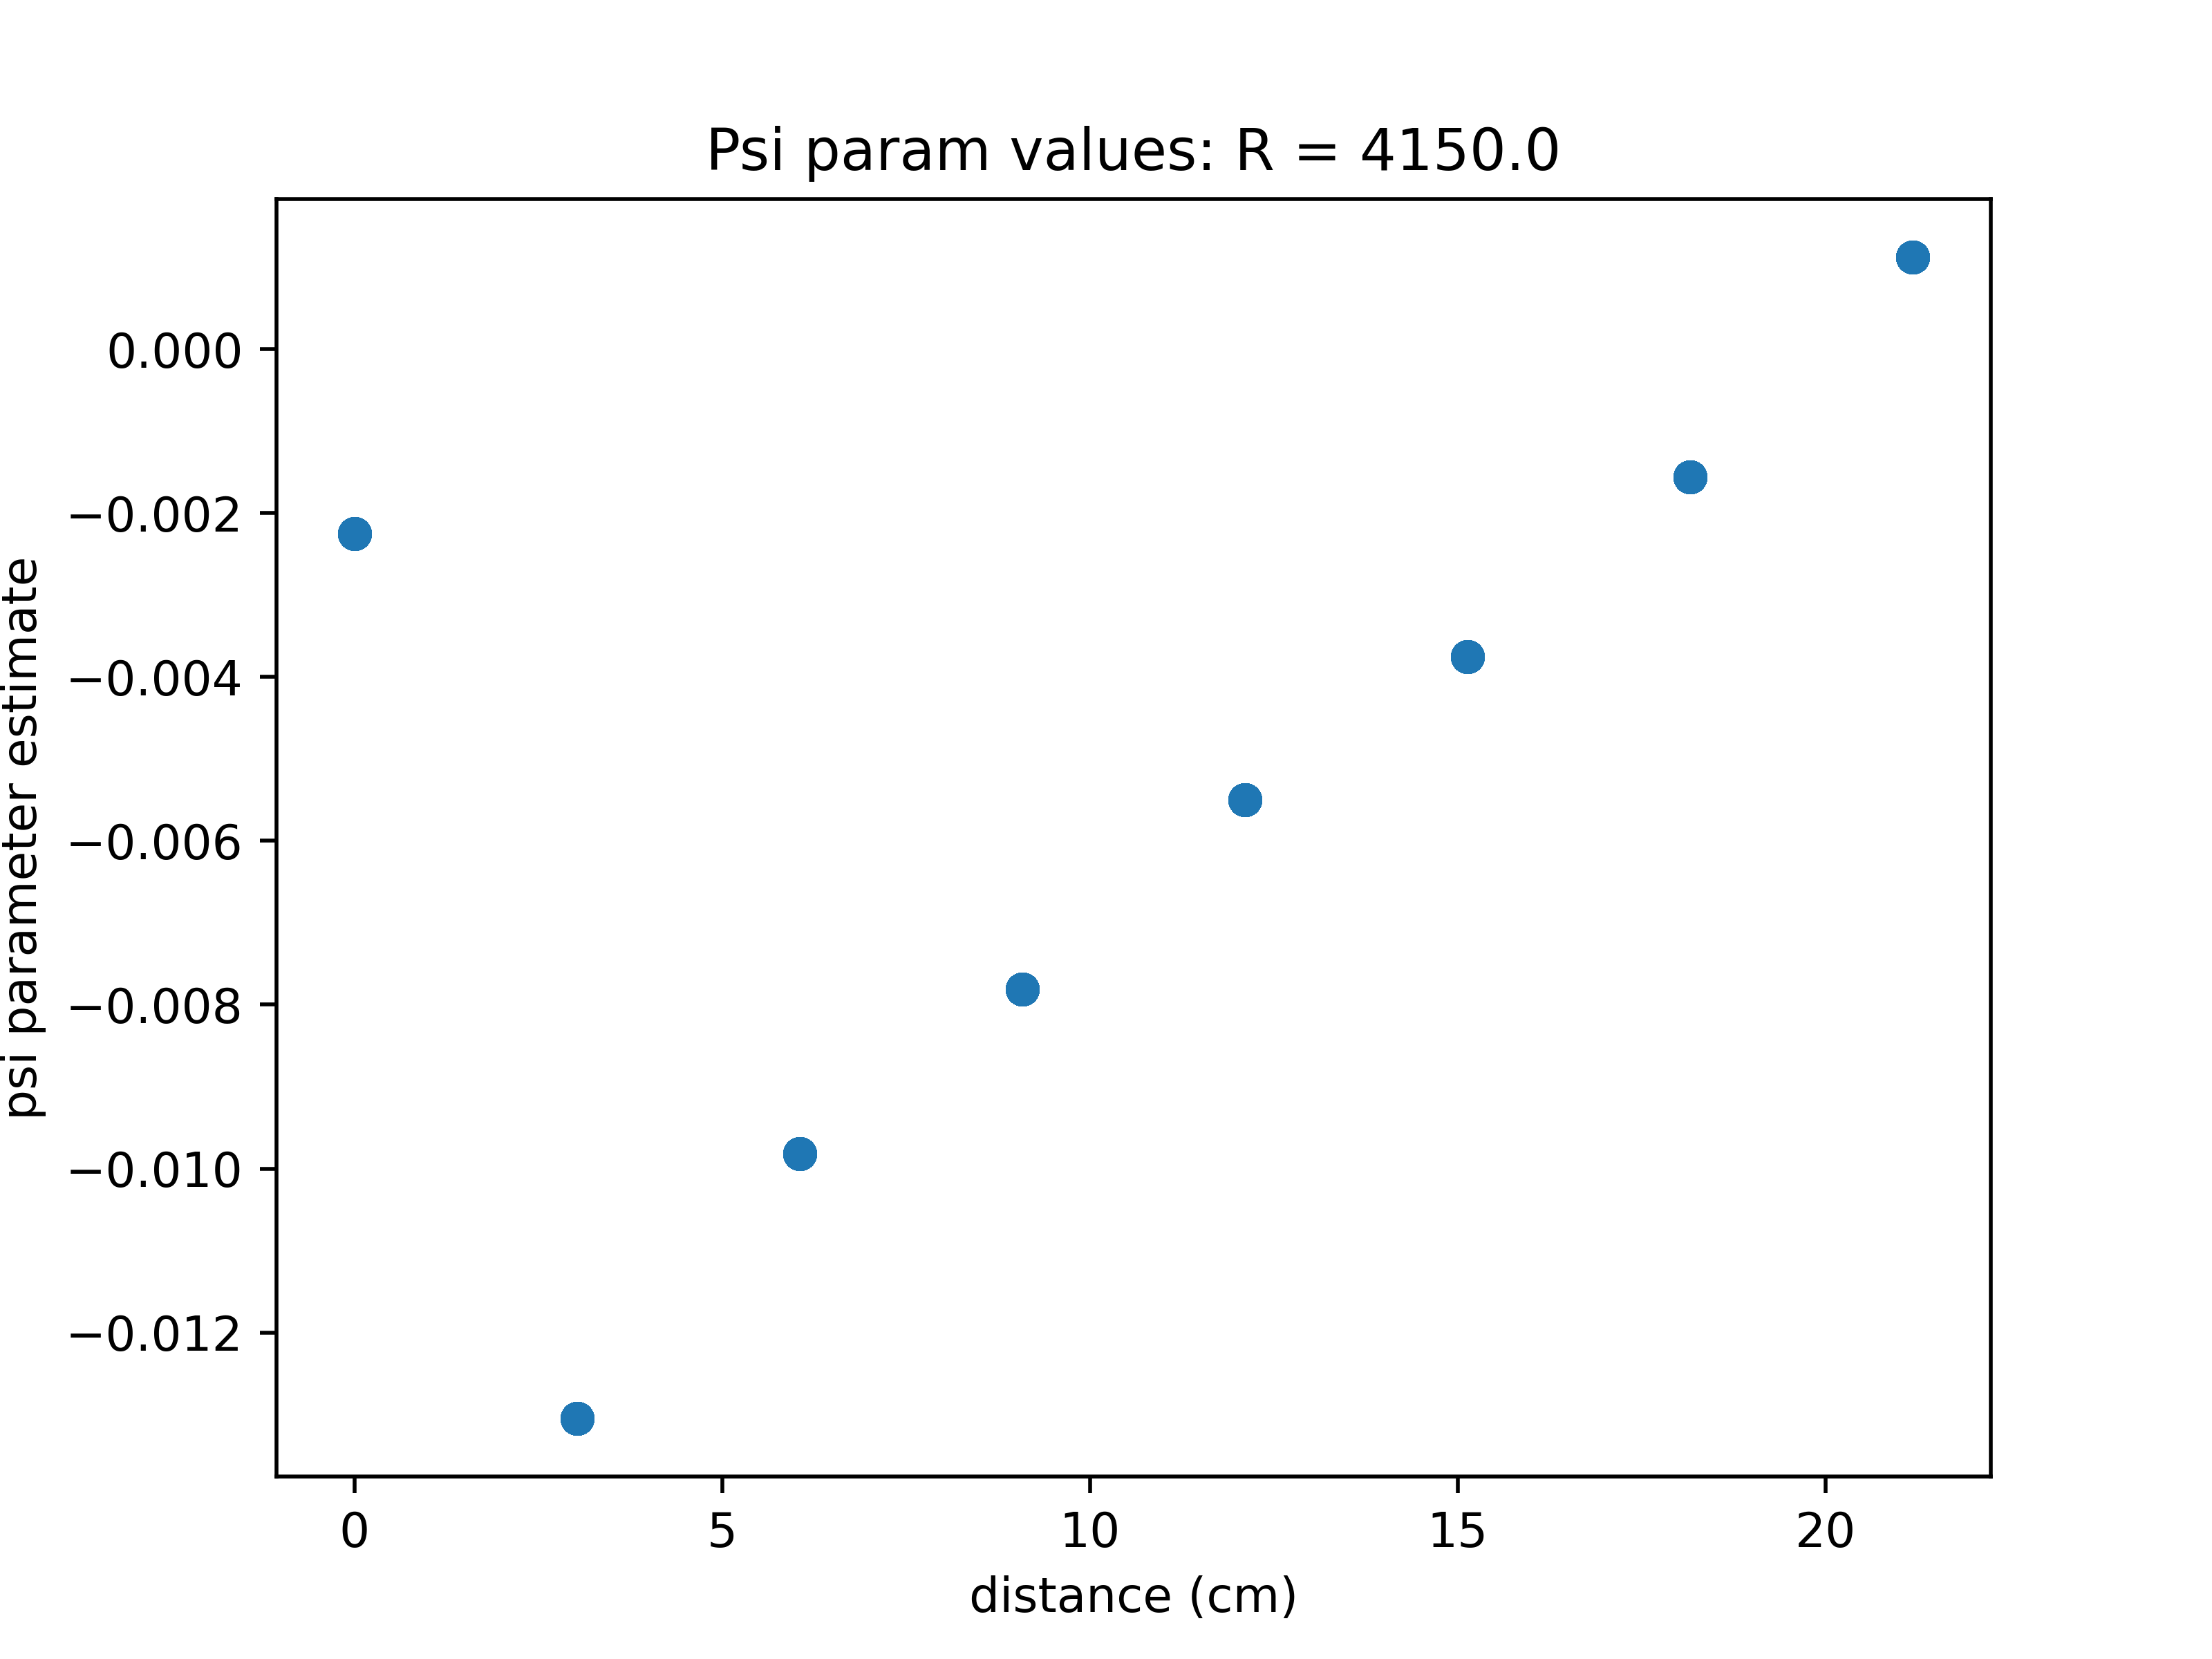 Psi param values: R = 4150.0
0.000
−0.002
−0.004
−0.006
−0.008
−0.010
−0.012
psi parameter estimate
0 5 10 15 20
distance (cm)